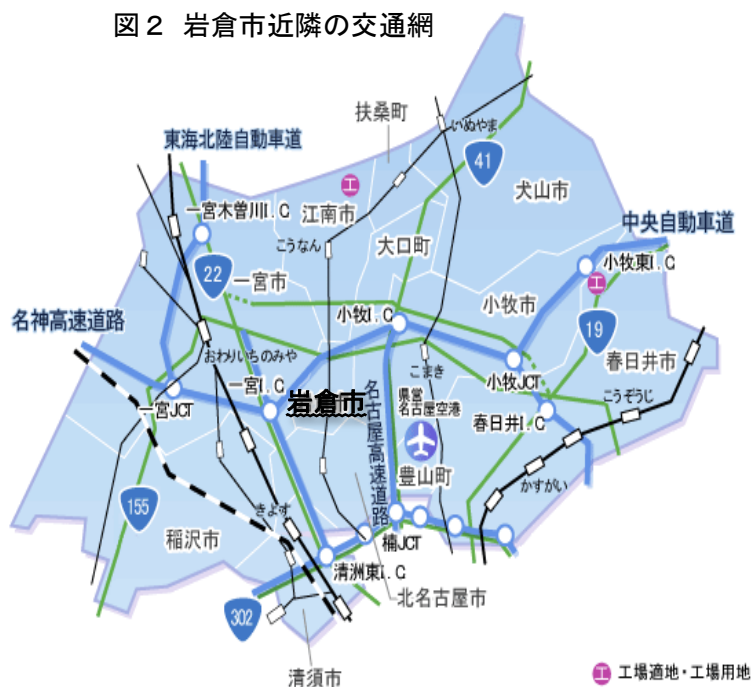 図２ 岩倉市近隣の交通網
扶桑町
いぬやま
東海北陸自動車道
41
犬山市
工
一宮木曽川I.C
江南市
中央自動車道
こうなん
大口町
小牧東I.C
22
一宮市
工
小牧市
名神高速道路
小牧I.C
19
おわりいちのみや
春日井市
こまき
小牧JCT
一宮I.C
岩倉市
名古屋高速道路
県営
名古屋空港
こうぞうじ
一宮JCT
春日井I.C
豊山町
かすがい
155
きよす
稲沢市
楠JCT
清洲東I.C
北名古屋市
302
清須市
工 工場適地・工場用地